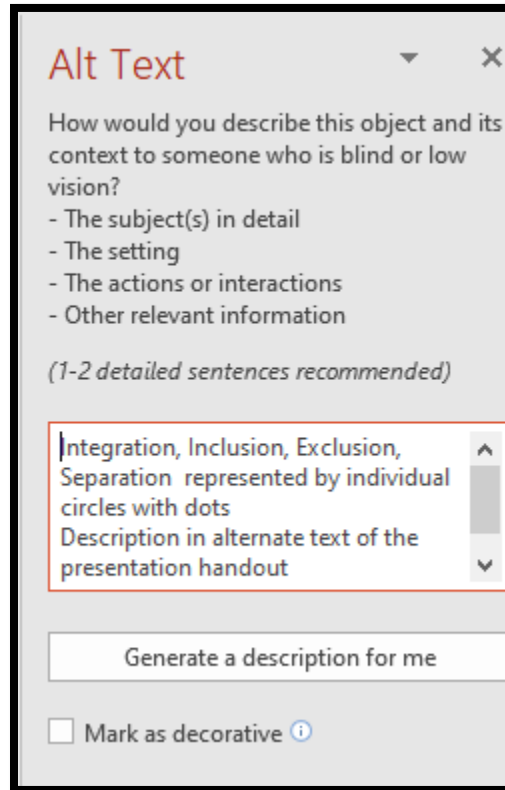 Alt Text
How would you describe this object and its
context to someone who is blind or low
vision?
- The subject(s) in detail
- The setting
- The actions or interactions
- Other relevant information
(1-2 detailed sentences recommended)
Integration, Inclusion, Exclusion,
Separation  represented by individual
circles with dots
Description in alternate text of the
presentation handout
Generate a description for me
Mark as decorative